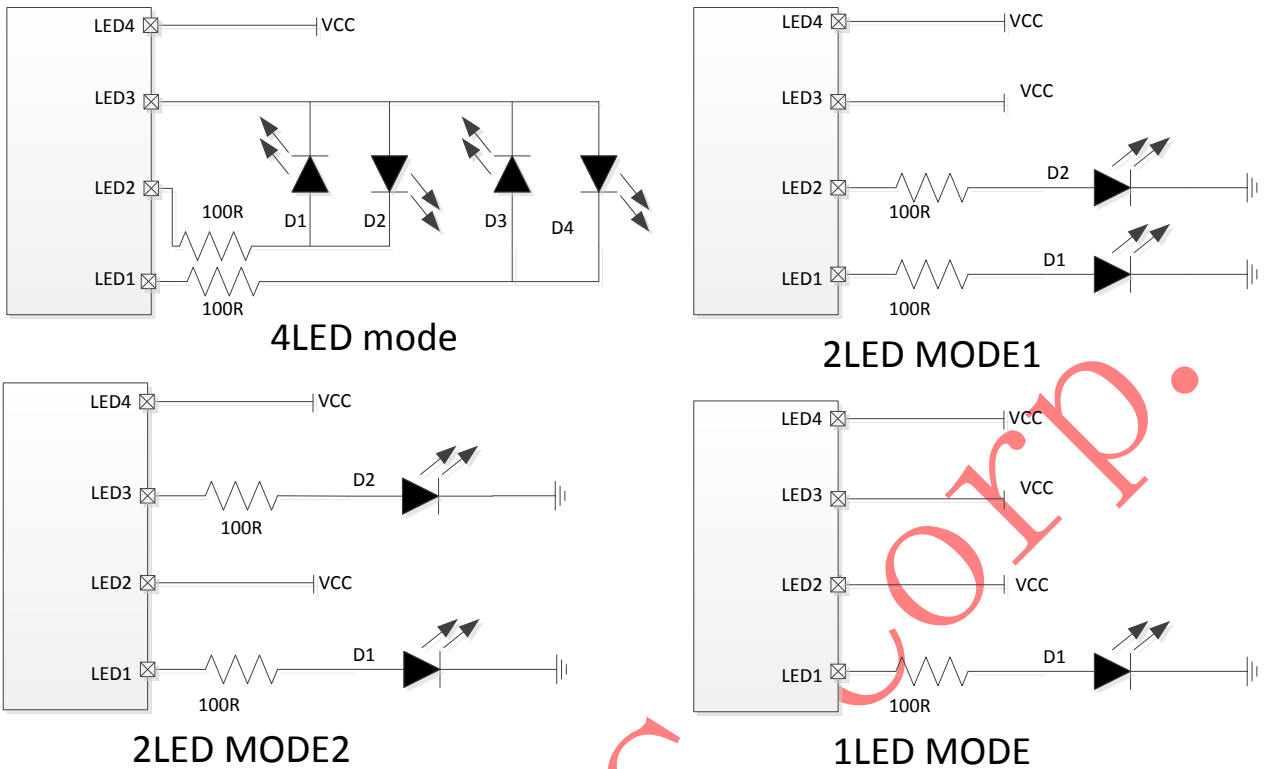 LED4
VCC
LED3
LED2
100R
D1
D2
D3
D4
LED1
100R
4LED mode
LED4
VCC
LED3
VCC
LED2
D2
100R
LED1
D1
100R
2LED MODE1
LED4
VCC
LED3
D2
100R
LED2
VCC
LED1
D1
100R
2LED MODE2
LED4
VCC
LED3
VCC
LED2
VCC
LED1
D1
100R
1LED MODE
corp.